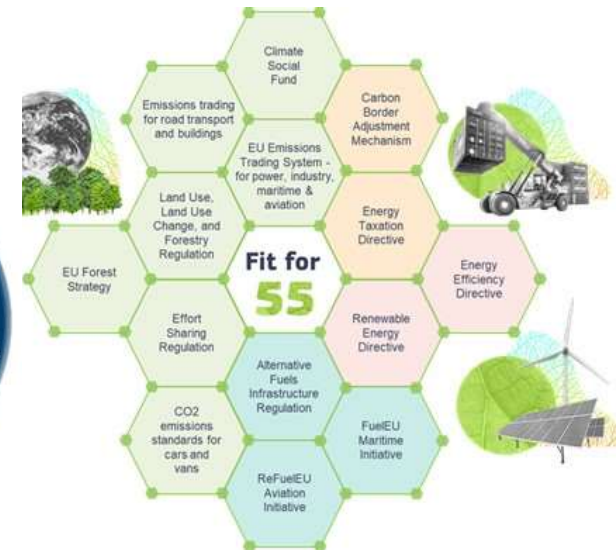 Climate
Social
Fund
Emissions trading
for road transport
and buildings
Carbon
Border
Adjustment
Mechanism
EU Emissions
Trading System -
for power, industry,
maritime &
aviation
Land Use,
Land Use
Change, and
Forestry
Regulation
Energy
Taxation
Directive
EU Forest
Strategy
Fit for
55
Energy
Efficiency
Directive
Effort
Sharing
Regulation
Renewable
Energy
Directive
Alternative
Fuels
Infrastructure
Regulation
CO2
emissions
standards for
cars and
vans
FuelEU
Maritime
Initiative
ReFuelEU
Aviation
Initiative